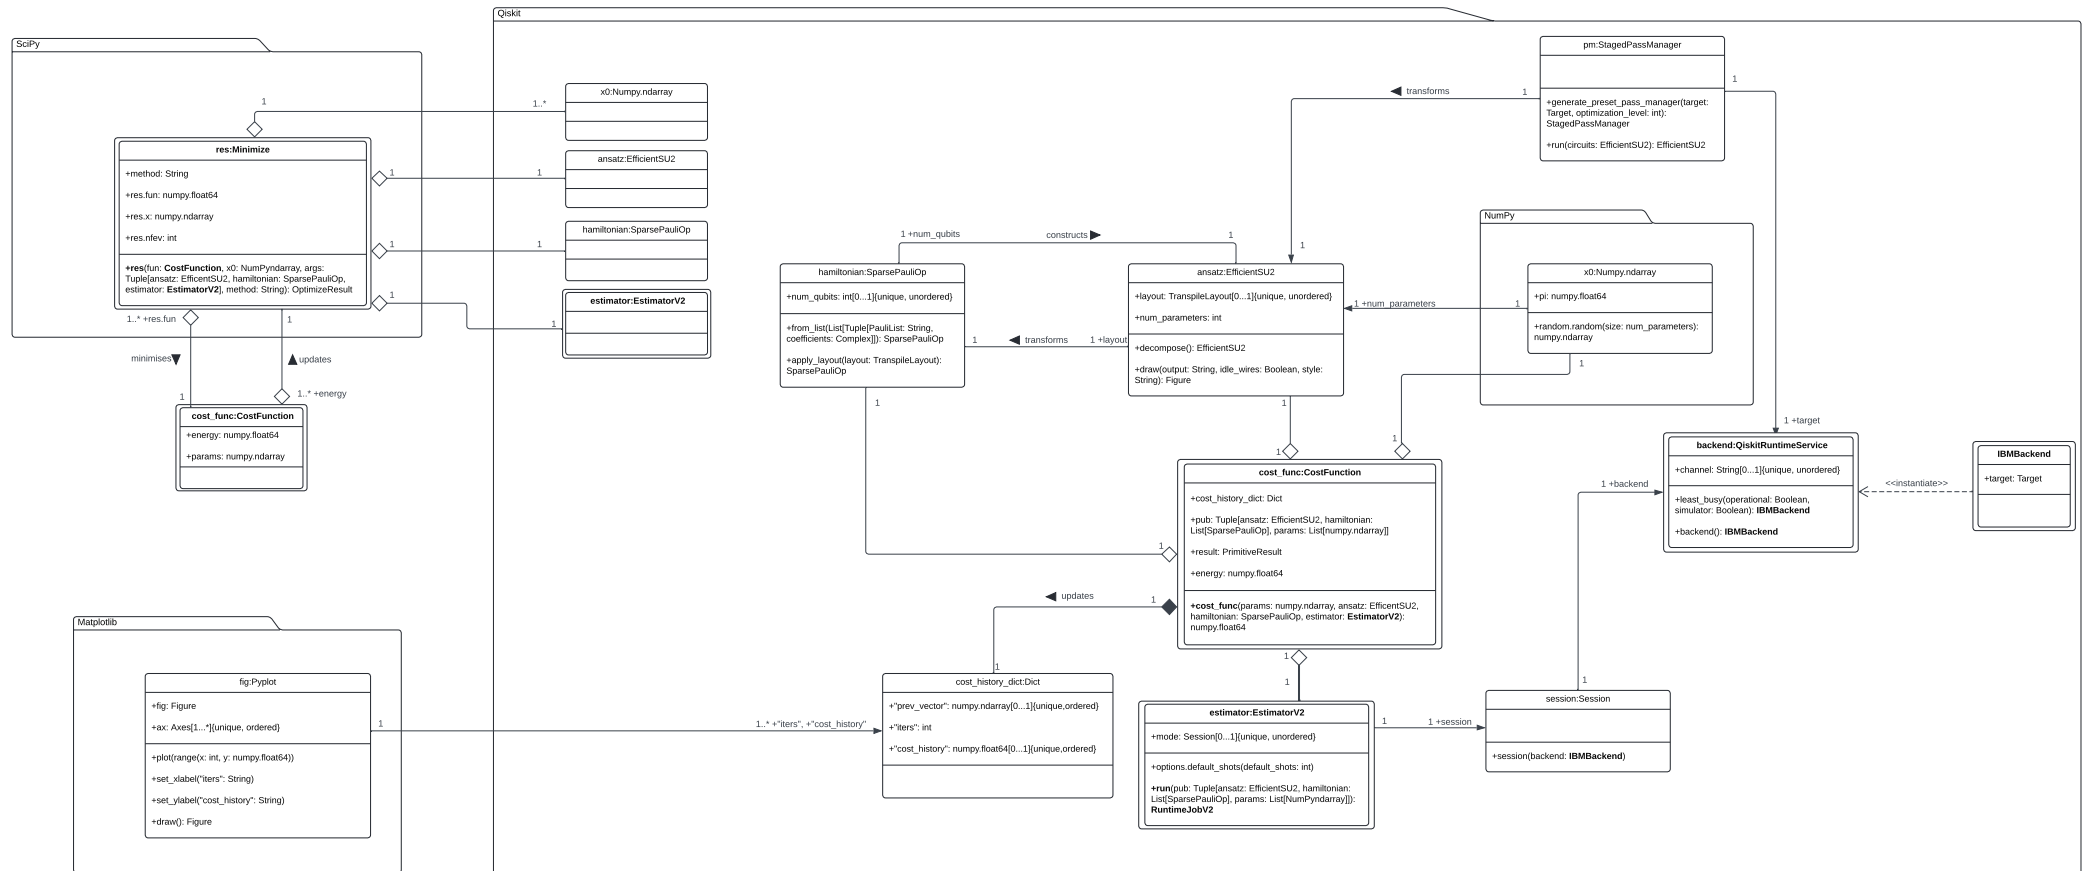 Qiskit
SciPy
pm:StagedPassManager
+generate_preset_pass_manager(target:
Target, optimization_level: int):
StagedPassManager
+run(circuits: EfficientSU2): EfficientSU2
transforms
1
1
1
1
1..*
x0:Numpy.ndarray
res:Minimize
+method: String
+res.fun: numpy.float64
+res.x: numpy.ndarray
+res.nfev: int
+res(fun: CostFunction, x0: NumPyndarray, args:
Tuple[ansatz: EfficentSU2, hamiltonian: SparsePauliOp,
estimator: EstimatorV2], method: String): OptimizeResult
1
1
ansatz:EfficientSU2
1
1
hamiltonian:SparsePauliOp
1
1
estimator:EstimatorV2
1..* +res.fun
1
minimises
updates
1
1..* +energy
cost_func:CostFunction
+energy: numpy.float64
+params: numpy.ndarray
1 +num_qubits
constructs
1
hamiltonian:SparsePauliOp
+num_qubits: int[0...1]{unique, unordered}
+from_list(List[Tuple[PauliList: String,
coefficients: Complex]]): SparsePauliOp
+apply_layout(layout: TranspileLayout):
SparsePauliOp
1
transforms
1 +layout
ansatz:EfficientSU2
+layout: TranspileLayout[0...1]{unique, unordered}
+num_parameters: int
+decompose(): EfficientSU2
+draw(output: String, idle_wires: Boolean, style:
String): Figure
1 +num_parameters
1
NumPy
x0:Numpy.ndarray
+pi: numpy.float64
+random.random(size: num_parameters):
numpy.ndarray
1
1
1
1
1
1
1 +target
cost_func:CostFunction
+cost_history_dict: Dict
+pub: Tuple[ansatz: EfficientSU2, hamiltonian:
List[SparsePauliOp], params: List[numpy.ndarray]]
+result: PrimitiveResult
+energy: numpy.float64
+cost_func(params: numpy.ndarray, ansatz: EfficentSU2,
hamiltonian: SparsePauliOp, estimator: EstimatorV2):
numpy.float64
backend:QiskitRuntimeService
+channel: String[0...1]{unique, unordered}
+least_busy(operational: Boolean,
simulator: Boolean): IBMBackend
+backend(): IBMBackend
<<instantiate>>
IBMBackend
+target: Target
1 +backend
1
updates
1
1
cost_history_dict:Dict
+"prev_vector": numpy.ndarray[0...1]{unique,ordered}
+"iters": int
+"cost_history": numpy.float64[0...1]{unique,ordered}
1
1
estimator:EstimatorV2
+mode: Session[0...1]{unique, unordered}
+options.default_shots(default_shots: int)
+run(pub: Tuple[ansatz: EfficientSU2, hamiltonian:
List[SparsePauliOp], params: List[NumPyndarray]]):
RuntimeJobV2
1
1 +session
session:Session
+session(backend: IBMBackend)
Matplotlib
fig:Pyplot
+fig: Figure
+ax: Axes[1...*]{unique, ordered}
+plot(range(x: int, y: numpy.float64))
+set_xlabel("iters": String)
+set_ylabel("cost_history": String)
+draw(): Figure
1
1..* +"iters", +"cost_history"